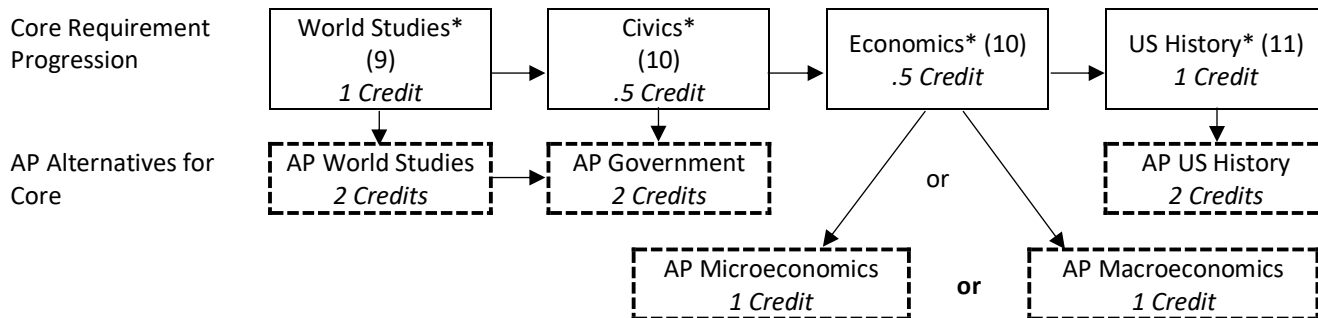 Core Requirement
Progression
World Studies*
(9)
1 Credit
Civics*
(10)
.5 Credit
Economics* (10)
.5 Credit
US History* (11)
1 Credit
AP Alternatives for
Core
AP World Studies
2 Credits
AP Government
2 Credits
or
AP US History
2 Credits
AP Microeconomics
1 Credit
or
AP Macroeconomics
1 Credit